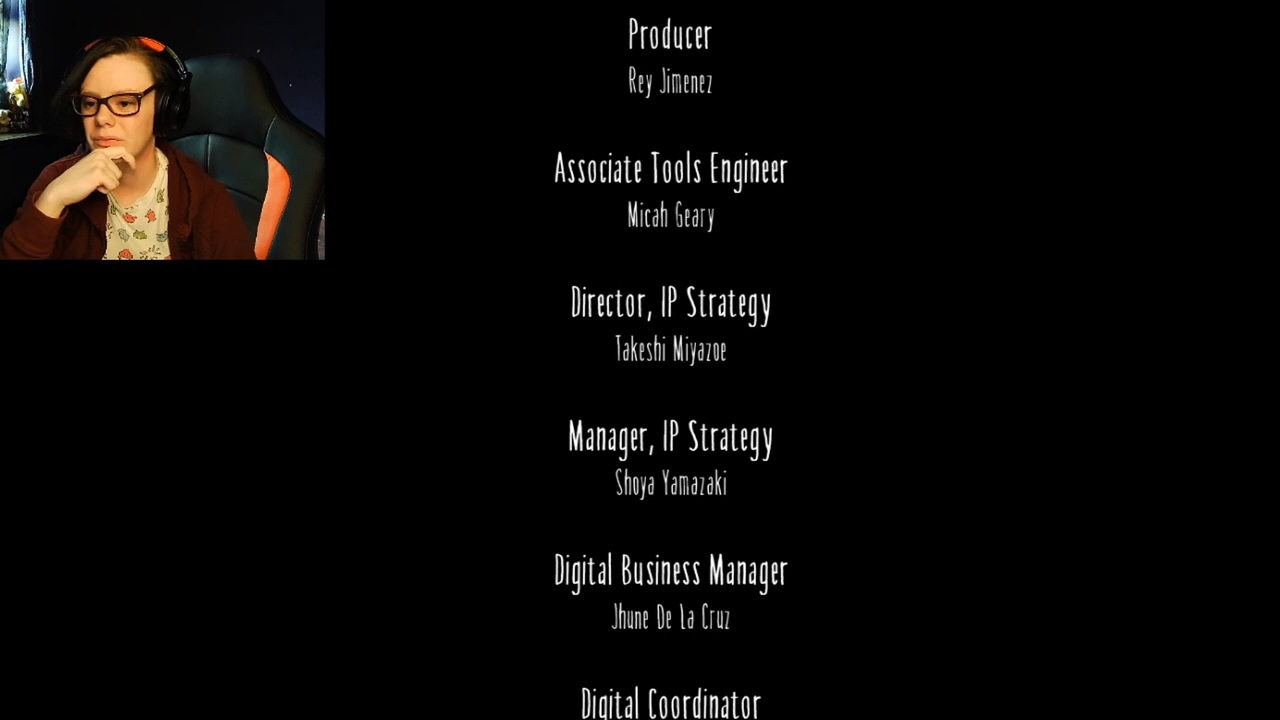 Producer
Rey Jimenez
Associate Tools Engineer
Micah Geary
Director, IP Strategy
Takeshi Miyazoe
Manager, IP Strategy
Shoya Yamazaki
Digital Business Manager
Jhune De La Cruz
Digital Coordinator